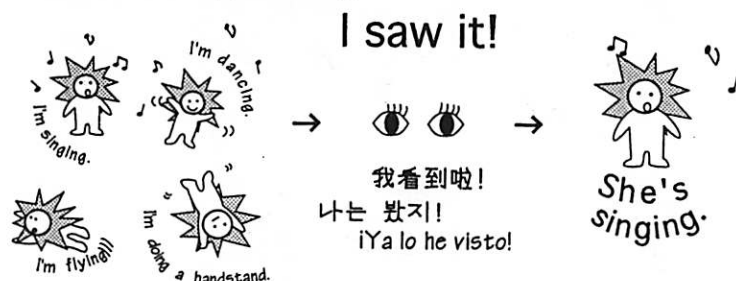 I'm singing.
I'm dancing.
I'm flying!!
I'm doing a handstand.
I saw it!
我看到啦!
나는 봤지!
¡Ya lo he visto!
She's
singing.